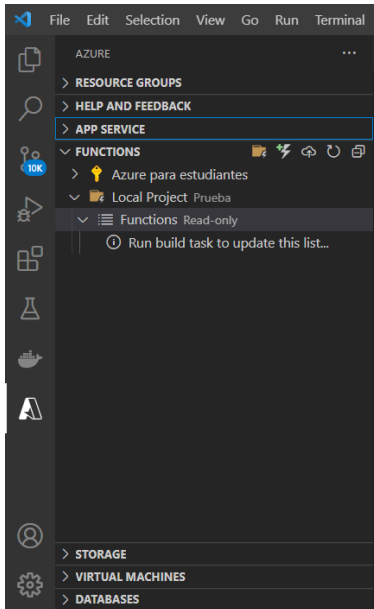 File Edit Selection View Go Run Terminal
AZURE
RESOURCE GROUPS
HELP AND FEEDBACK
APP SERVICE
FUNCTIONS
Azure para estudiantes
Local Project Prueba
Functions Read-only
Run build task to update this list...
10K
STORAGE
VIRTUAL MACHINES
DATABASES